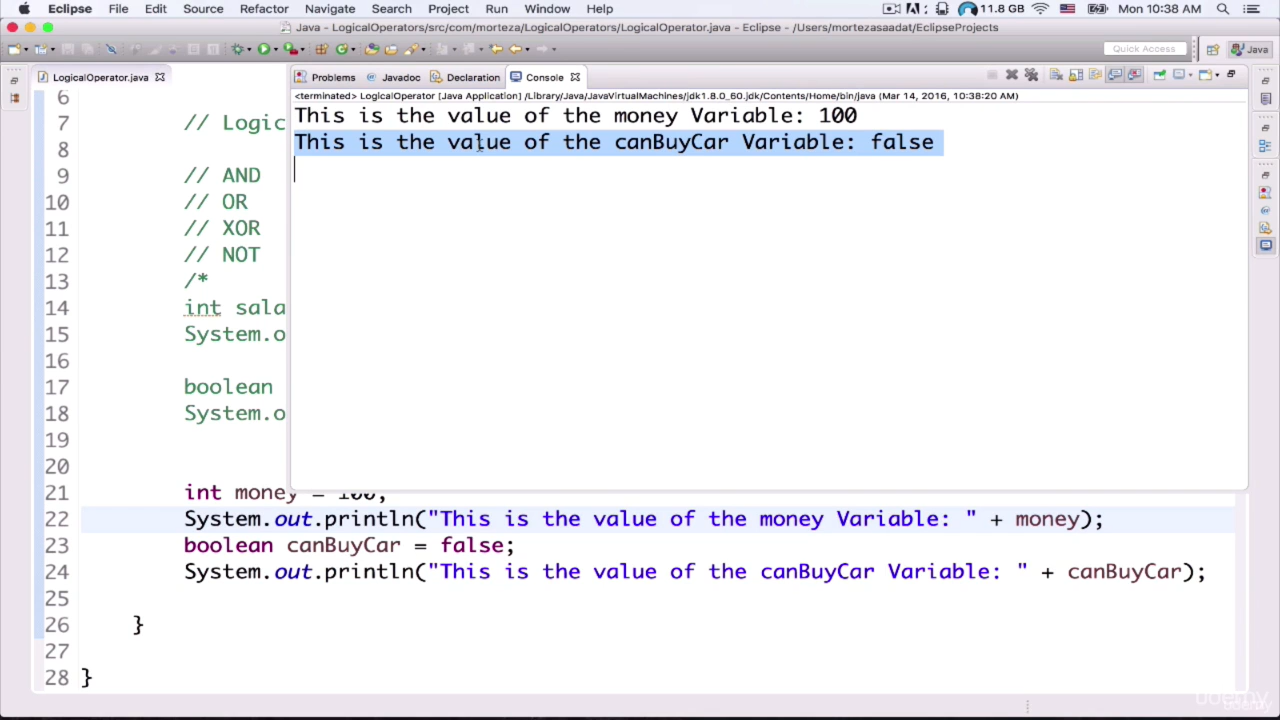 Eclipse File Edit Source Refactor Navigate Search Project Run Window Help 11.8 GB Mon 10:38 AM
Java - LogicalOperators/src/com/morteza/LogicalOperators/LogicalOperator.java - Eclipse - /Users/mortezasaadat/EclipseProjects
Quick Access Java
LogicalOperator.java
Problems Javadoc Declaration Console
<terminated> LogicalOperator [Java Application] /Library/Java/JavaVirtualMachines/jdk1.8.0_60.jdk/Contents/Home/bin/java (Mar 14, 2016, 10:38:20 AM)
This is the value of the money Variable: 100
This is the value of the canBuyCar Variable: false
6
7 // Logic
8
9 // AND
10 // OR
11 // XOR
12 // NOT
13 /*
14 int sala
15 System.o
16
17 boolean
18 System.o
19
20
21 int money = 100;
22 System.out.println("This is the value of the money Variable: " + money);
23 boolean canBuyCar = false;
24 System.out.println("This is the value of the canBuyCar Variable: " + canBuyCar);
25
26 }
27
28 }
udemy